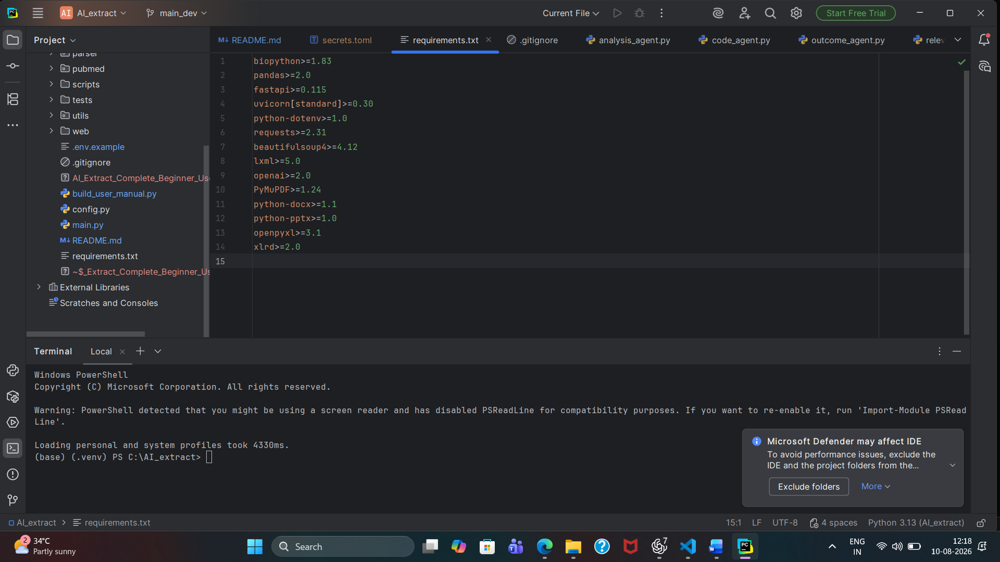 AI AI_extract main_dev Current File Start Free Trial
Project README.md secrets.toml requirements.txt .gitignore analysis_agent.py code_agent.py outcome_agent.py relev
parser
pubmed
scripts
tests
utils
web
.env.example
.gitignore
AI_Extract_Complete_Beginner_Us
build_user_manual.py
config.py
main.py
README.md
requirements.txt
~$_Extract_Complete_Beginner_Us
External Libraries
Scratches and Consoles
1 biopython>=1.83
2 pandas>=2.0
3 fastapi>=0.115
4 uvicorn[standard]>=0.30
5 python-dotenv>=1.0
6 requests>=2.31
7 beautifulsoup4>=4.12
8 lxml>=5.0
9 openai>=2.0
10 PyMuPDF>=1.24
11 python-docx>=1.1
12 python-pptx>=1.0
13 openpyxl>=3.1
14 xlrd>=2.0
15
Terminal Local
Windows PowerShell
Copyright (C) Microsoft Corporation. All rights reserved.
Warning: PowerShell detected that you might be using a screen reader and has disabled PSReadLine for compatibility purposes. If you want to re-enable it, run 'Import-Module PSRead
Line'.
Loading personal and system profiles took 4330ms.
(base) (.venv) PS C:\AI_extract>
Microsoft Defender may affect IDE
To avoid performance issues, exclude the
IDE and the project folders from the...
Exclude folders More
AI_extract requirements.txt 15:1 LF UTF-8 4 spaces Python 3.13 (AI_extract)
2 34°C
Partly sunny
Search
7
ENG
IN
12:18
10-08-2026